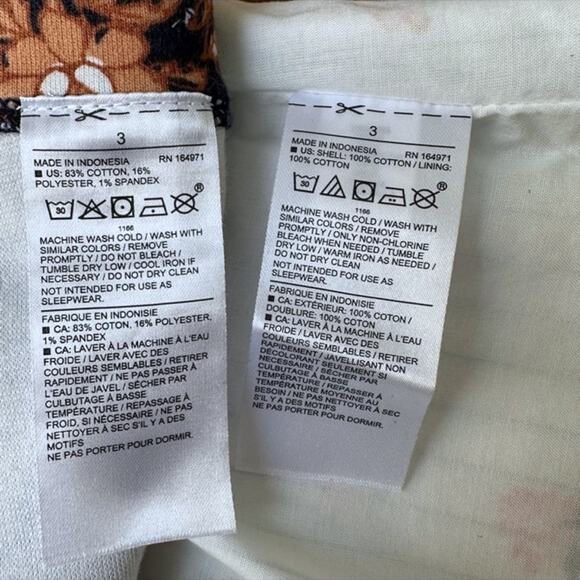 3
MADE IN INDONESIA RN 164971
US: 83% COTTON, 16%
POLYESTER, 1% SPANDEX
30
1166
MACHINE WASH COLD / WASH WITH
SIMILAR COLORS / REMOVE
PROMPTLY / DO NOT BLEACH /
TUMBLE DRY LOW / COOL IRON IF
NECESSARY / DO NOT DRY CLEAN
NOT INTENDED FOR USE AS
SLEEPWEAR.
FABRIQUE EN INDONÉSIE
CA: 83% COTON, 16% POLYESTER,
1% SPANDEX
CA: LAVER À LA MACHINE À L'EAU
FROIDE / LAVER AVEC DES
COULEURS SEMBLABLES / RETIRER
RAPIDEMENT / NE PAS PASSER À
L'EAU DE JAVEL / SÉCHER PAR
CULBUTAGE À BASSE
TEMPÉRATURE / REPASSAGE À
FROID, SI NÉCESSAIRE / NE PAS
NETTOYER À SEC S'IL Y A DES
MOTIFS
NE PAS PORTER POUR DORMIR.
3
MADE IN INDONESIA RN 164971
US: SHELL: 100% COTTON / LINING:
100% COTTON
30
1166
MACHINE WASH COLD / WASH WITH
SIMILAR COLORS / REMOVE
PROMPTLY / ONLY NON-CHLORINE
BLEACH WHEN NEEDED / TUMBLE
DRY LOW / WARM IRON AS NEEDED /
DO NOT DRY CLEAN
NOT INTENDED FOR USE AS
SLEEPWEAR.
FABRIQUÉ EN INDONÉSIE
CA: EXTÉRIEUR: 100% COTON /
DOUBLURE: 100% COTON
CA: LAVER À LA MACHINE À L'EAU
FROIDE / LAVER AVEC DES
COULEURS SEMBLABLES / RETIRER
RAPIDEMENT / JAVELLISANT NON
DÉCOLORANT SEULEMENT SI
NÉCESSAIRE / SÉCHER PAR
CULBUTAGE À BASSE
TEMPÉRATURE / REPASSAGE À
TEMPÉRATURE MOYENNE AU
BESOIN / NE PAS NETTOYER À SEC
S'IL Y A DES MOTIFS
NE PAS PORTER POUR DORMIR.